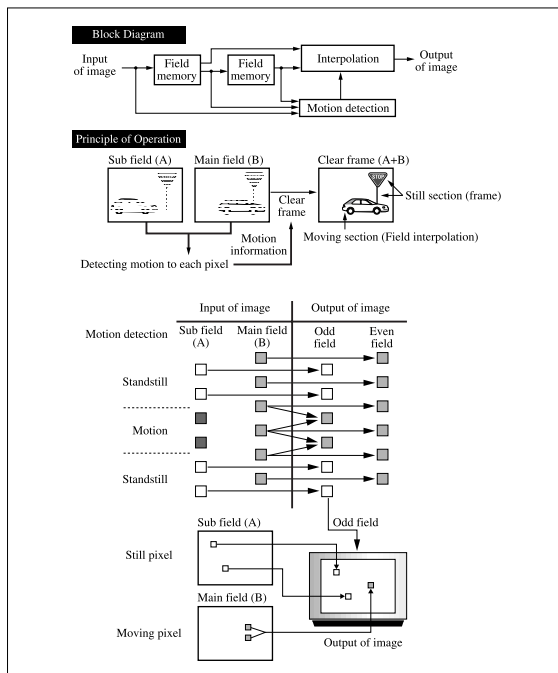 Block Diagram
Input
of image
Field
memory
Field
memory
Interpolation
Output
of image
Motion detection
Principle of Operation
Sub field (A)
Main field (B)
Clear frame (A+B)
STOP
Still section (frame)
Clear
frame
Moving section (Field interpolation)
Motion
information
Detecting motion to each pixel
Input of image
Output of image
Motion detection
Sub field
(A)
Main field
(B)
Odd
field
Even
field
Standstill
Motion
Standstill
Odd field
Sub field (A)
Still pixel
Main field (B)
Moving pixel
Output of image